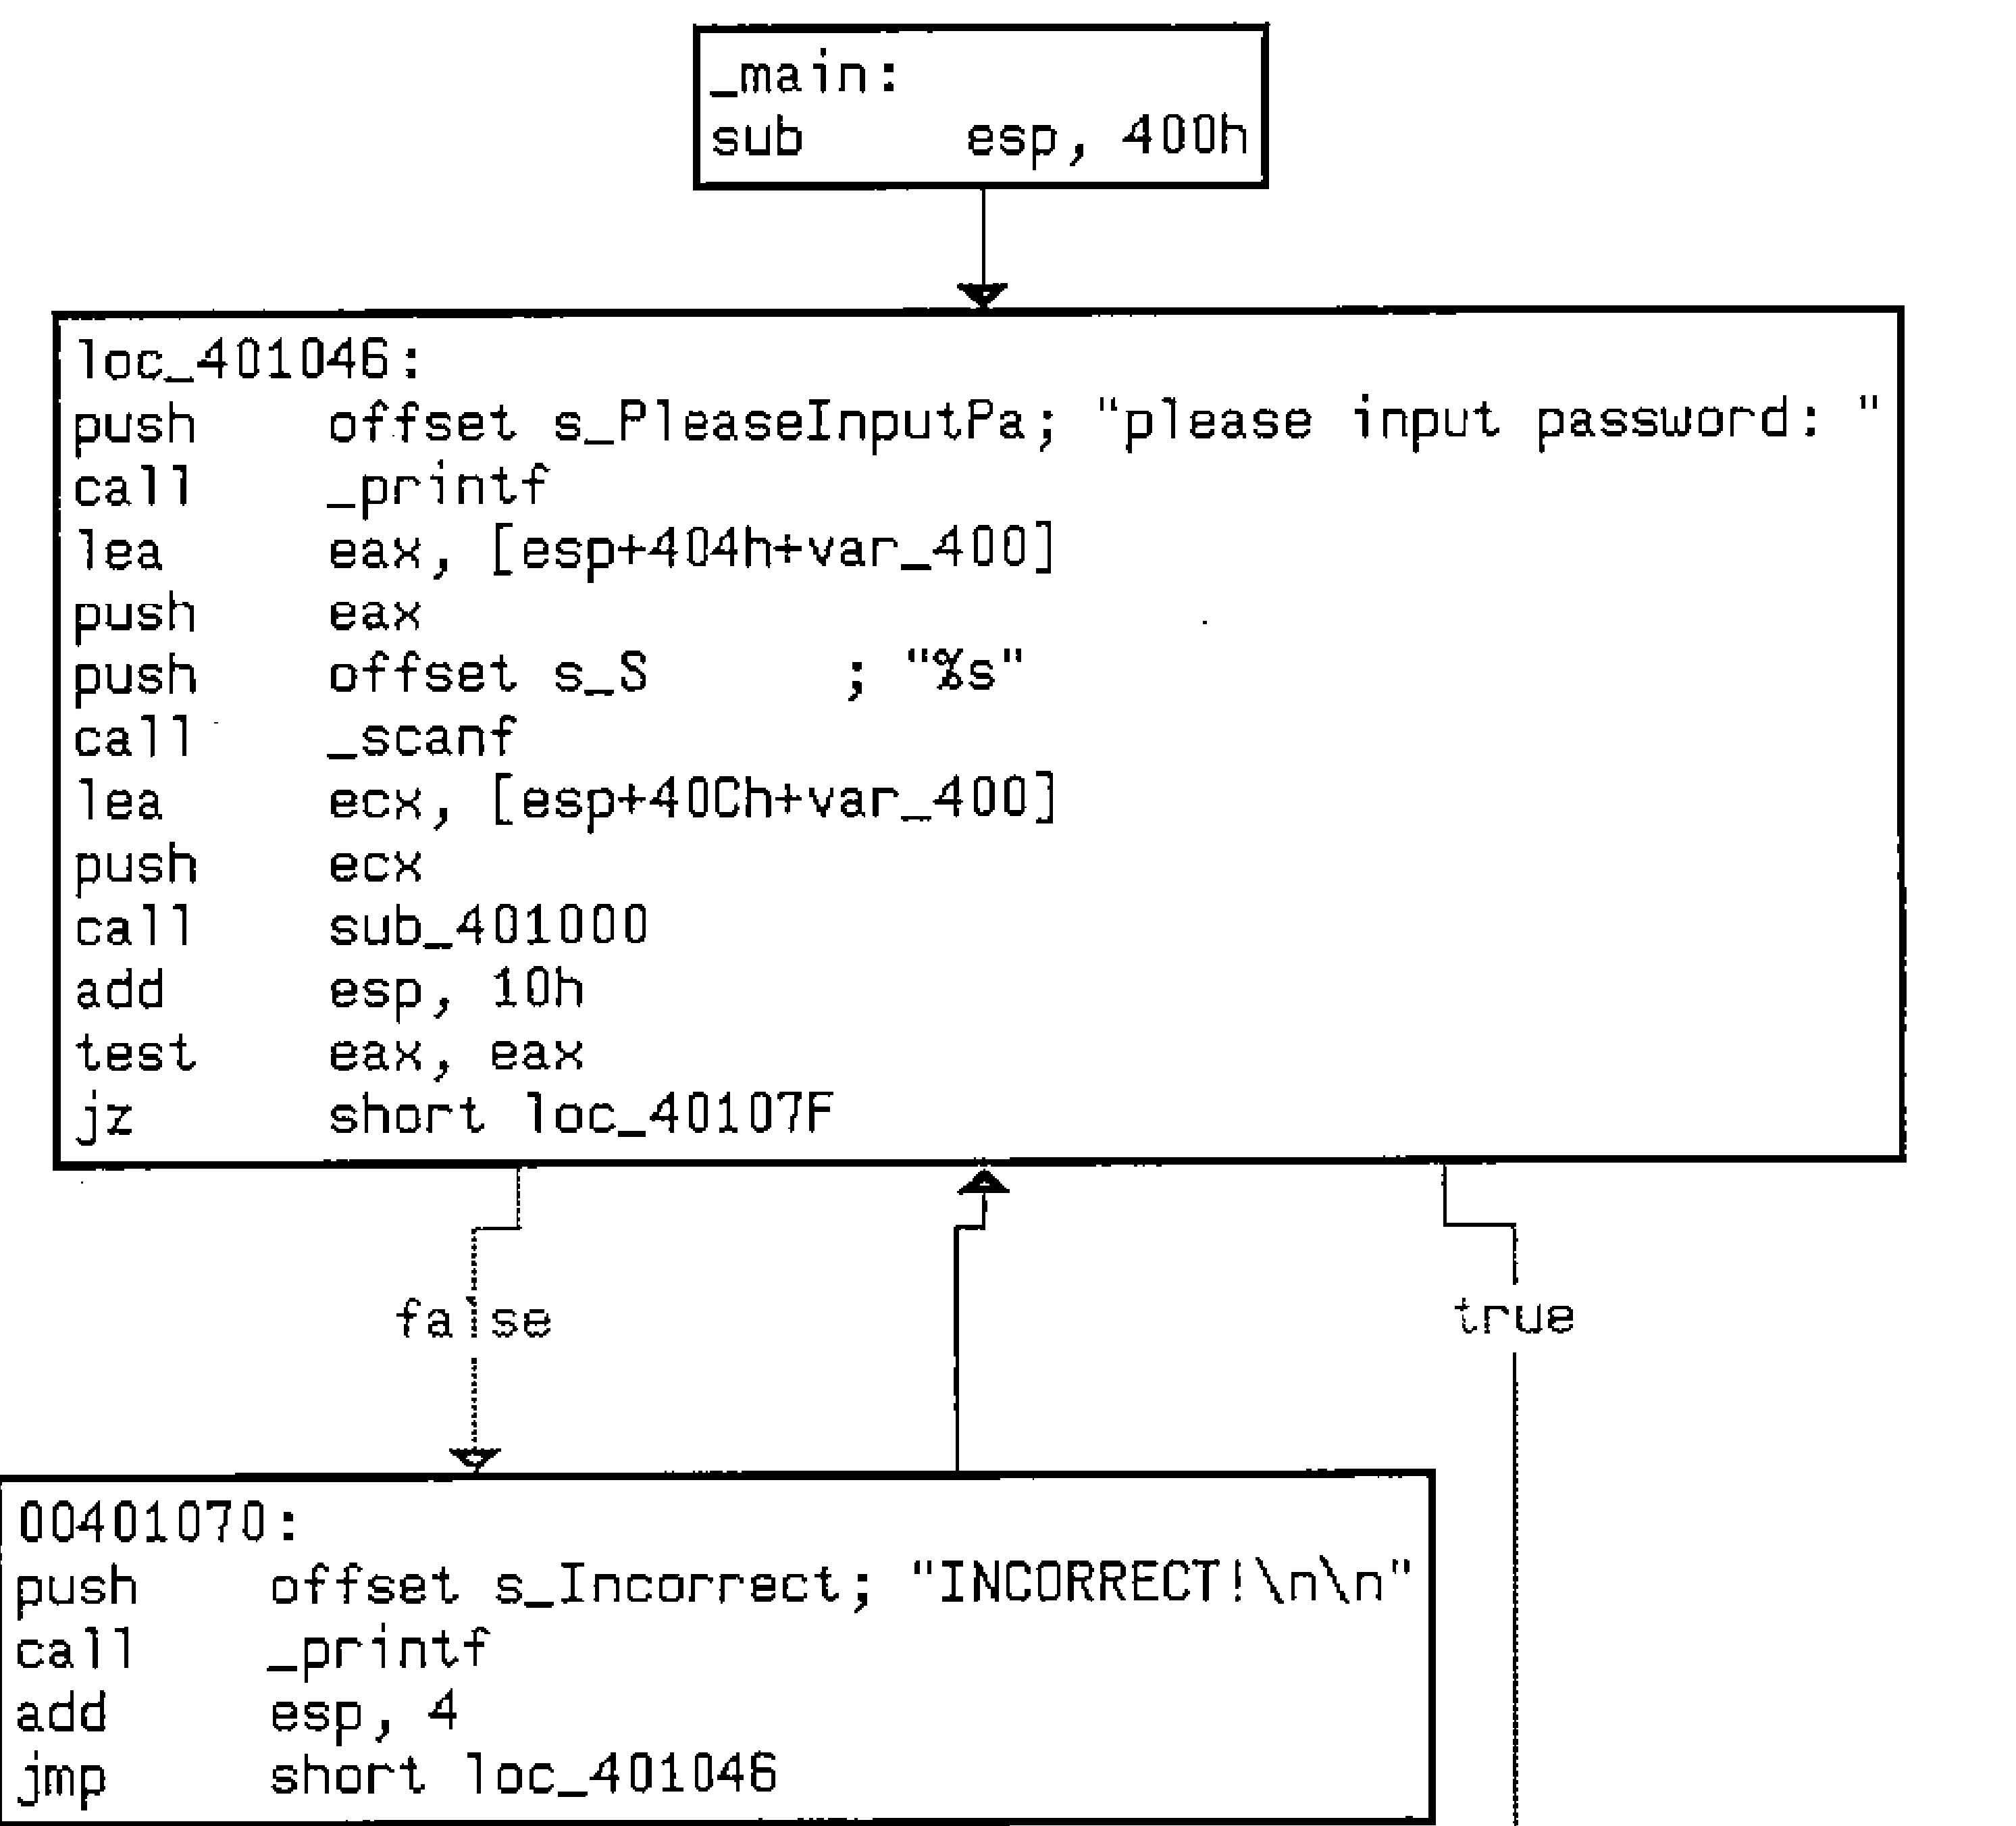 _main:
sub esp, 400h
loc_401046:
push offset s_PleaseInputPa; "please input password: "
call _printf
lea eax, [esp+404h+var_400]
push eax
push offset s_S ; "%s"
call _scanf
lea ecx, [esp+40Ch+var_400]
push ecx
call sub_401000
add esp, 10h
test eax, eax
jz short loc_40107F
false
true
00401070:
push offset s_Incorrect; "INCORRECT!\n\n"
call _printf
add esp, 4
jmp short loc_401046